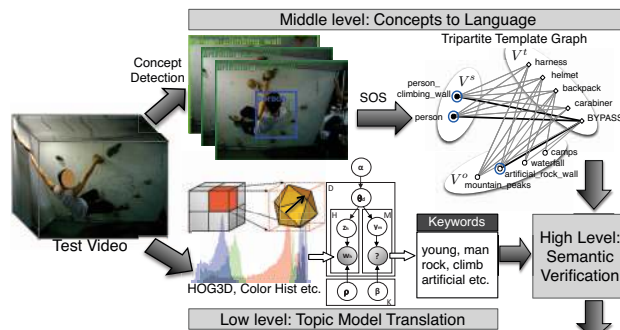 Middle level: Concepts to Language
Concept
Detection
person
SOS
Tripartite Template Graph
V^t
harness
helmet
backpack
carabiner
BYPASS
V^s
person_
climbing_wall
person
camps
waterfall
artificial_rock_wall
mountain_peaks
V^o
Test Video
HOG3D, Color Hist etc.
α
D
θ_d
H
M
z_n
y_m
w_n
?
ρ
β
K
Keywords
young, man
rock, climb
artificial etc.
High Level:
Semantic
Verification
Low level: Topic Model Translation